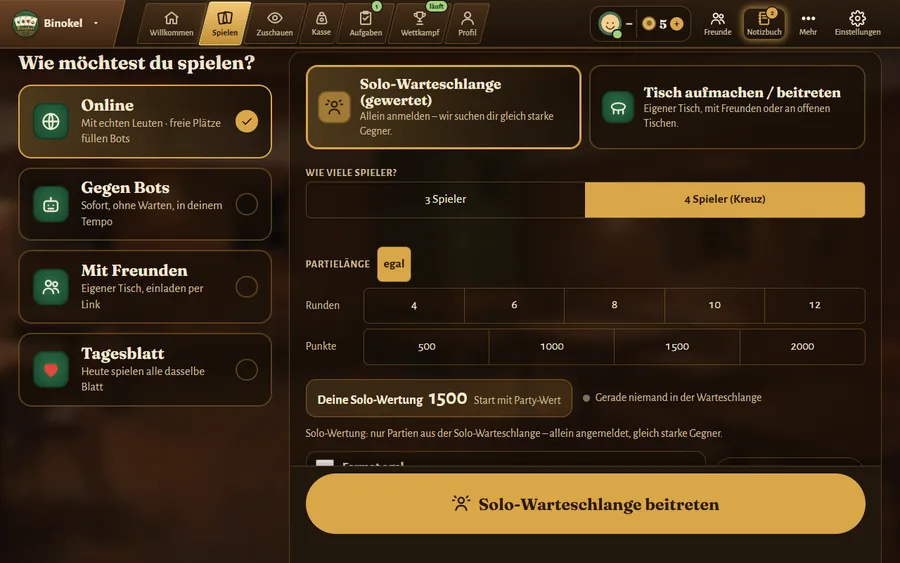 Binokel
Willkommen
Spielen
Zuschauen
Kasse
1
Aufgaben
läuft
Wettkampf
Profil
–
5
+
Freunde
2
Notizbuch
Mehr
Einstellungen
Wie möchtest du spielen?
Online
Mit echten Leuten · freie Plätze
füllen Bots
Gegen Bots
Sofort, ohne Warten, in deinem
Tempo
Mit Freunden
Eigener Tisch, einladen per
Link
Tagesblatt
Heute spielen alle dasselbe
Blatt
Solo-Warteschlange
(gewertet)
Allein anmelden – wir suchen dir gleich starke
Gegner.
Tisch aufmachen / beitreten
Eigener Tisch, mit Freunden oder an offenen
Tischen.
WIE VIELE SPIELER?
3 Spieler
4 Spieler (Kreuz)
PARTIELÄNGE egal
Runden 4 6 8 10 12
Punkte 500 1000 1500 2000
Deine Solo-Wertung 1500 Start mit Party-Wert
Gerade niemand in der Warteschlange
Solo-Wertung: nur Partien aus der Solo-Warteschlange – allein angemeldet, gleich starke Gegner.
Format egal
Solo-Warteschlange beitreten